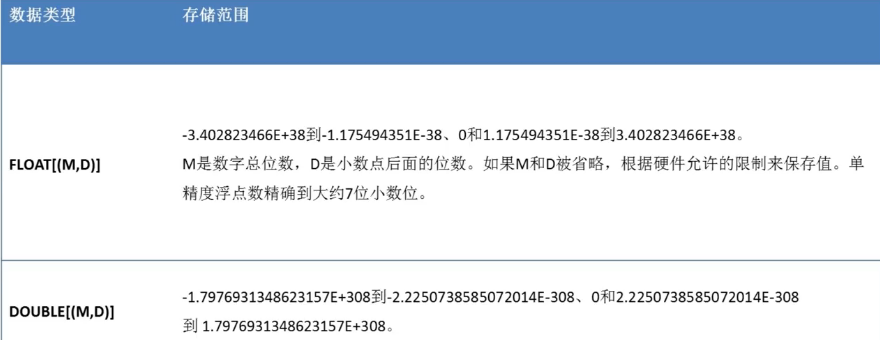 数据类型 存储范围
-3.402823466E+38到-1.175494351E-38、0和1.175494351E-38到3.402823466E+38。
FLOAT[(M,D)] M是数字总位数，D是小数点后面的位数。如果M和D被省略，根据硬件允许的限制来保存值。单
精度浮点数精确到大约7位小数位。
-1.7976931348623157E+308到-2.2250738585072014E-308、0和2.2250738585072014E-308
DOUBLE[(M,D)]
到 1.7976931348623157E+308。